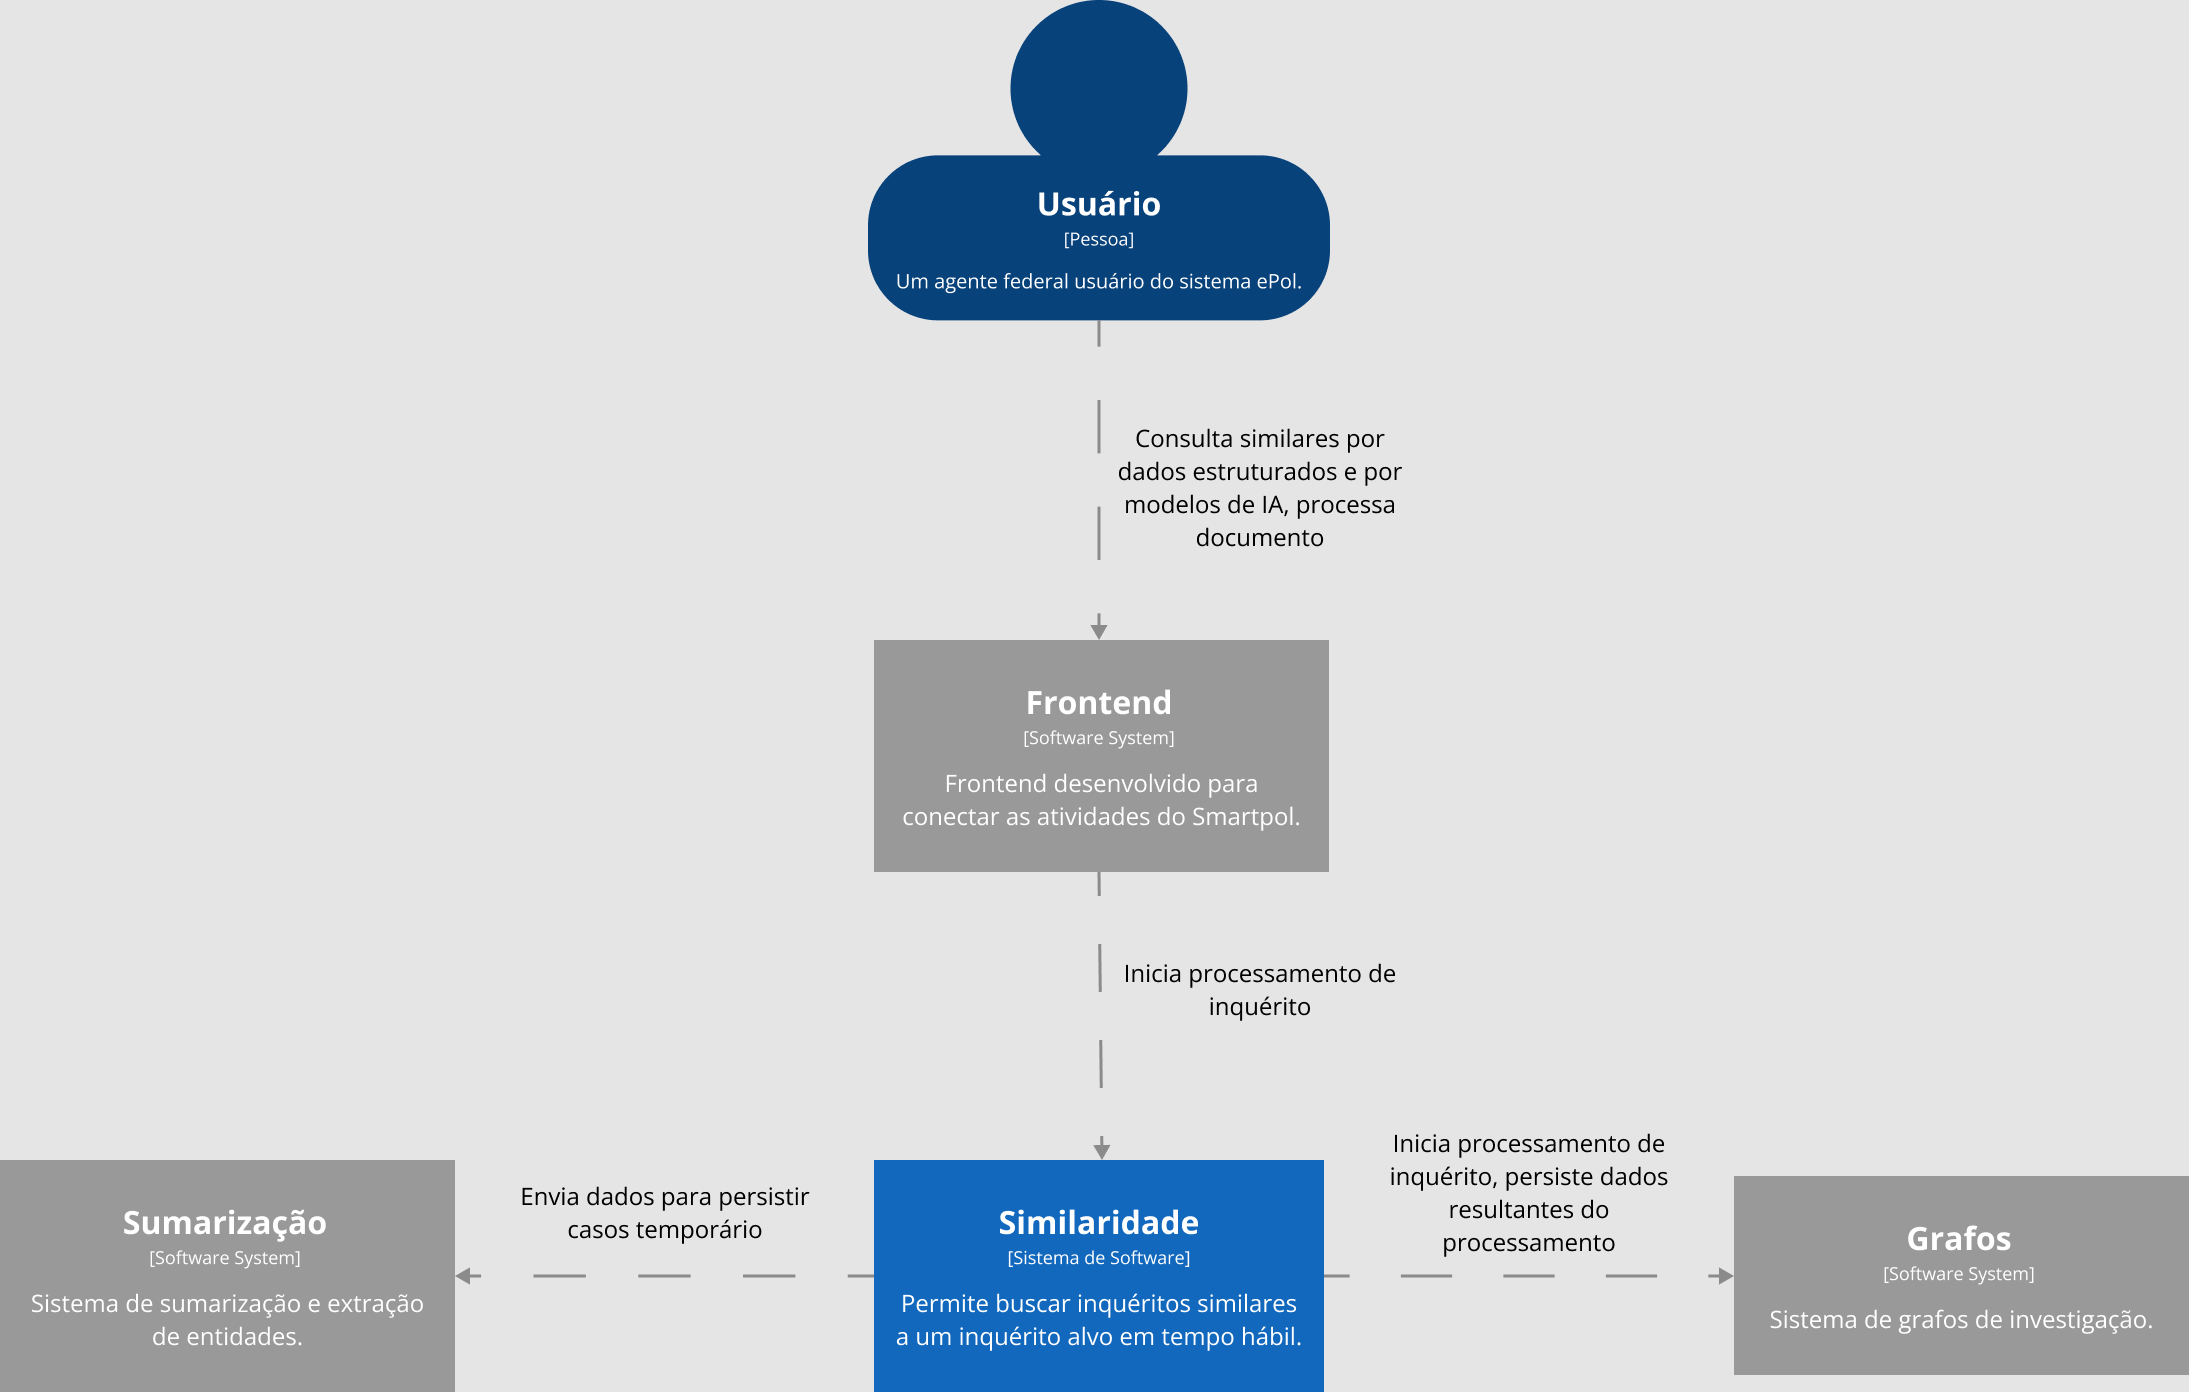 Usuário
[Pessoa]
Um agente federal usuário do sistema ePol.
Consulta similares por
dados estruturados e por
modelos de IA, processa
documento
Frontend
[Software System]
Frontend desenvolvido para
conectar as atividades do Smartpol.
Inicia processamento de
inquérito
Sumarização
[Software System]
Sistema de sumarização e extração
de entidades.
Envia dados para persistir
casos temporário
Similaridade
[Sistema de Software]
Permite buscar inquéritos similares
a um inquérito alvo em tempo hábil.
Inicia processamento de
inquérito, persiste dados
resultantes do
processamento
Grafos
[Software System]
Sistema de grafos de investigação.